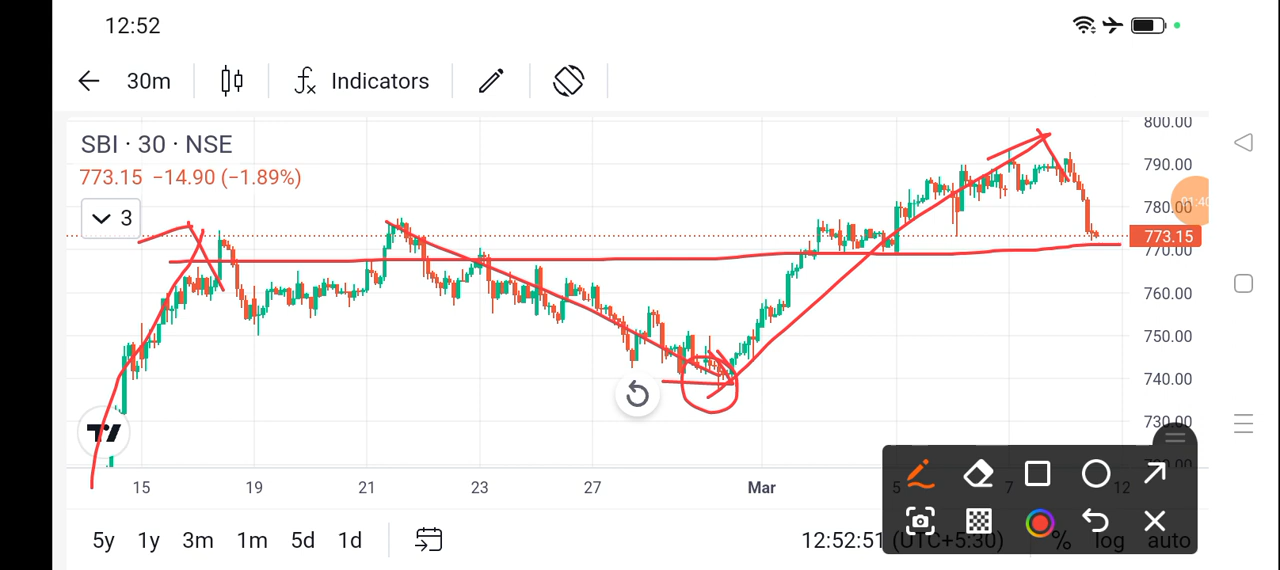 12:52
30m
Indicators
SBI · 30 · NSE
773.15 −14.90 (−1.89%)
3
800.00
790.00
780.00
773.15
770.00
760.00
750.00
740.00
730.00
15 19 21 23 27 Mar 5 7 12
5y 1y 3m 1m 5d 1d
12:52:51 (UTC+5:30) % log auto